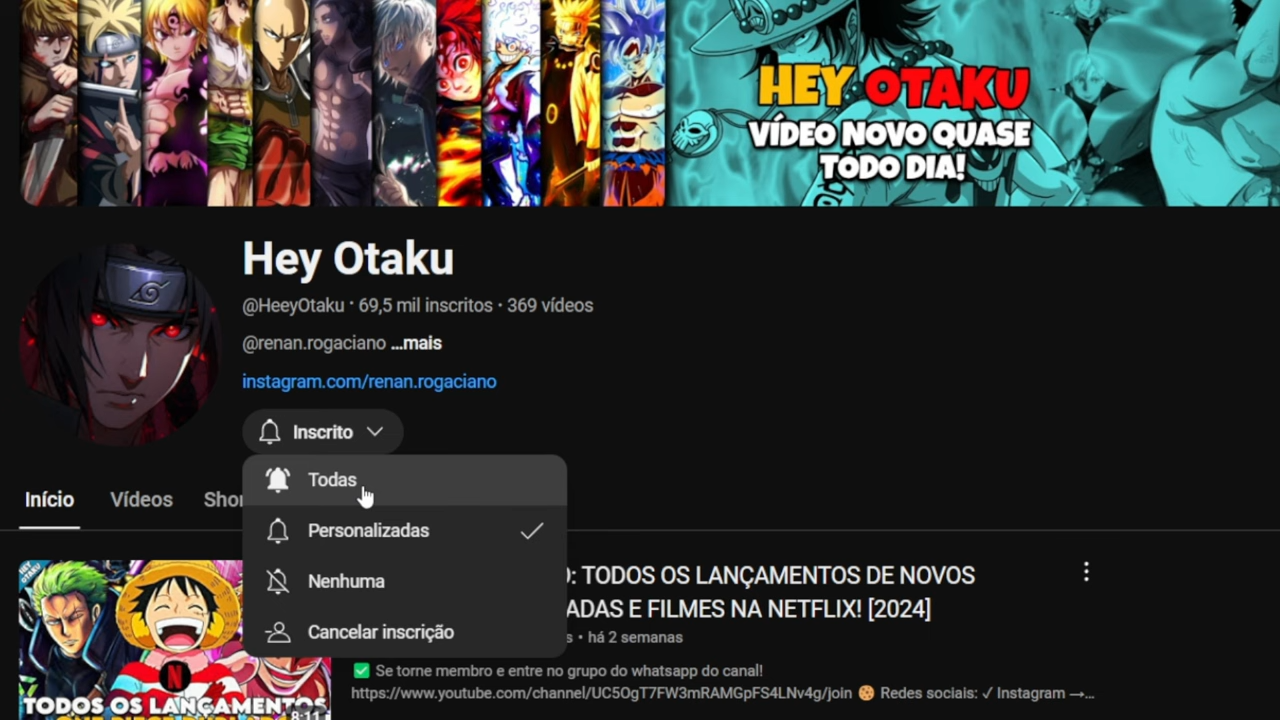 HEY OTAKU
VÍDEO NOVO QUASE
TODO DIA!
Hey Otaku
@HeeyOtaku · 69,5 mil inscritos · 369 vídeos
@renan.rogaciano ...mais
instagram.com/renan.rogaciano
Inscrito
Todas
Início Vídeos Shor
Personalizadas
Nenhuma
Cancelar inscrição
: TODOS OS LANÇAMENTOS DE NOVOS
ADAS E FILMES NA NETFLIX! [2024]
s · há 2 semanas
✅ Se torne membro e entre no grupo do whatsapp do canal!
https://www.youtube.com/channel/UC5OgT7FW3mRAMGpFS4LNv4g/join 🍪 Redes sociais: ✓ Instagram →...
HEY OTAKU
N
TODOS OS LANÇAMENTOS
8:11